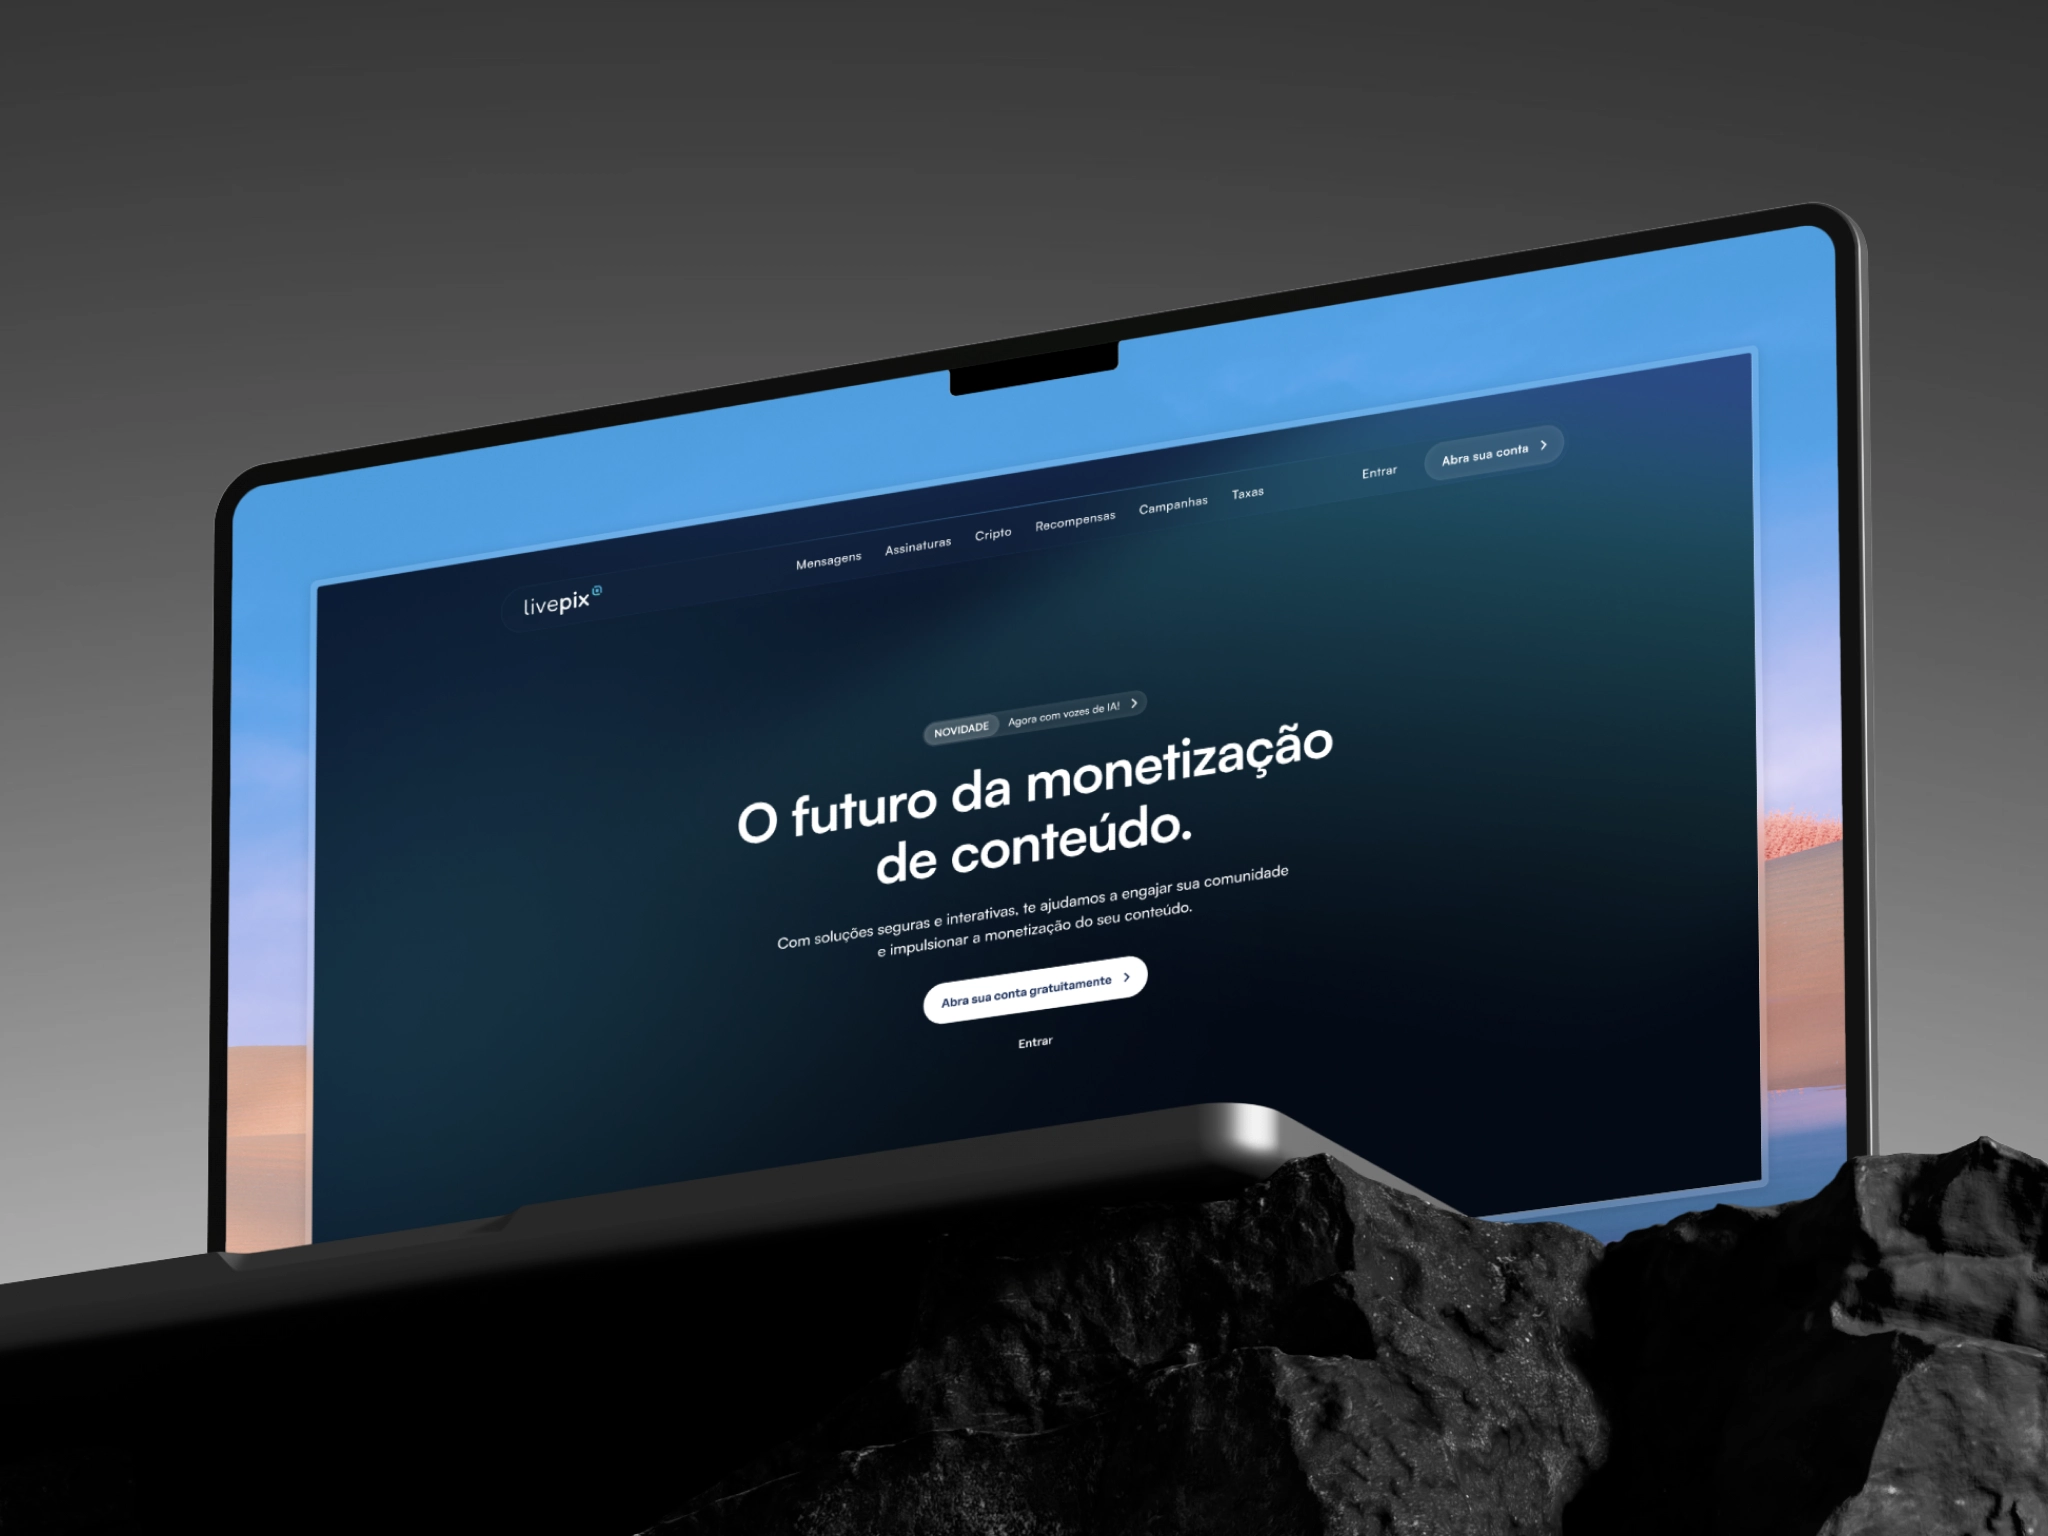 livepix
Mensagens Assinaturas Cripto Recompensas Campanhas Taxas
Entrar
Abra sua conta
NOVIDADE Agora com vozes de IA!
O futuro da monetização
de conteúdo.
Com soluções seguras e interativas, te ajudamos a engajar sua comunidade
e impulsionar a monetização do seu conteúdo.
Abra sua conta gratuitamente
Entrar